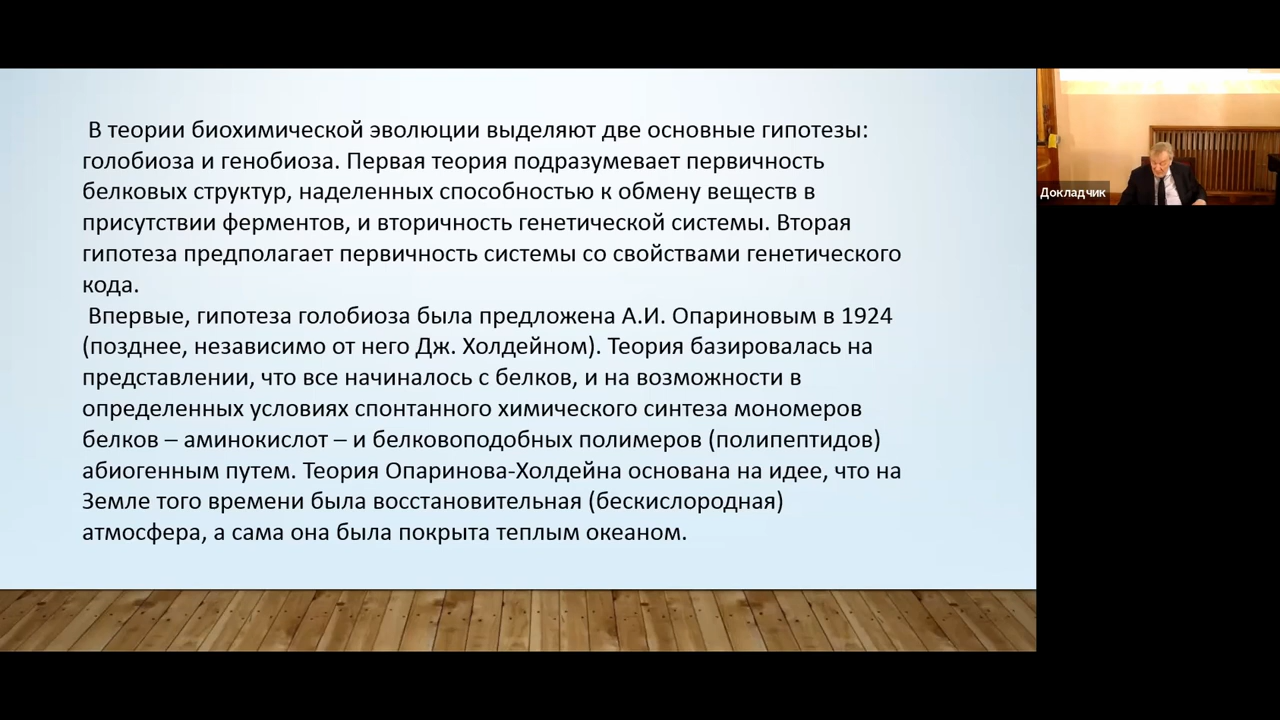 В теории биохимической эволюции выделяют две основные гипотезы:
голобиоза и генобиоза. Первая теория подразумевает первичность
белковых структур, наделенных способностью к обмену веществ в
присутствии ферментов, и вторичность генетической системы. Вторая
гипотеза предполагает первичность системы со свойствами генетического
кода.
Впервые, гипотеза голобиоза была предложена А.И. Опариновым в 1924
(позднее, независимо от него Дж. Холдейном). Теория базировалась на
представлении, что все начиналось с белков, и на возможности в
определенных условиях спонтанного химического синтеза мономеров
белков – аминокислот – и белковоподобных полимеров (полипептидов)
абиогенным путем. Теория Опаринова-Холдейна основана на идее, что на
Земле того времени была восстановительная (бескислородная)
атмосфера, а сама она была покрыта теплым океаном.
Докладчик